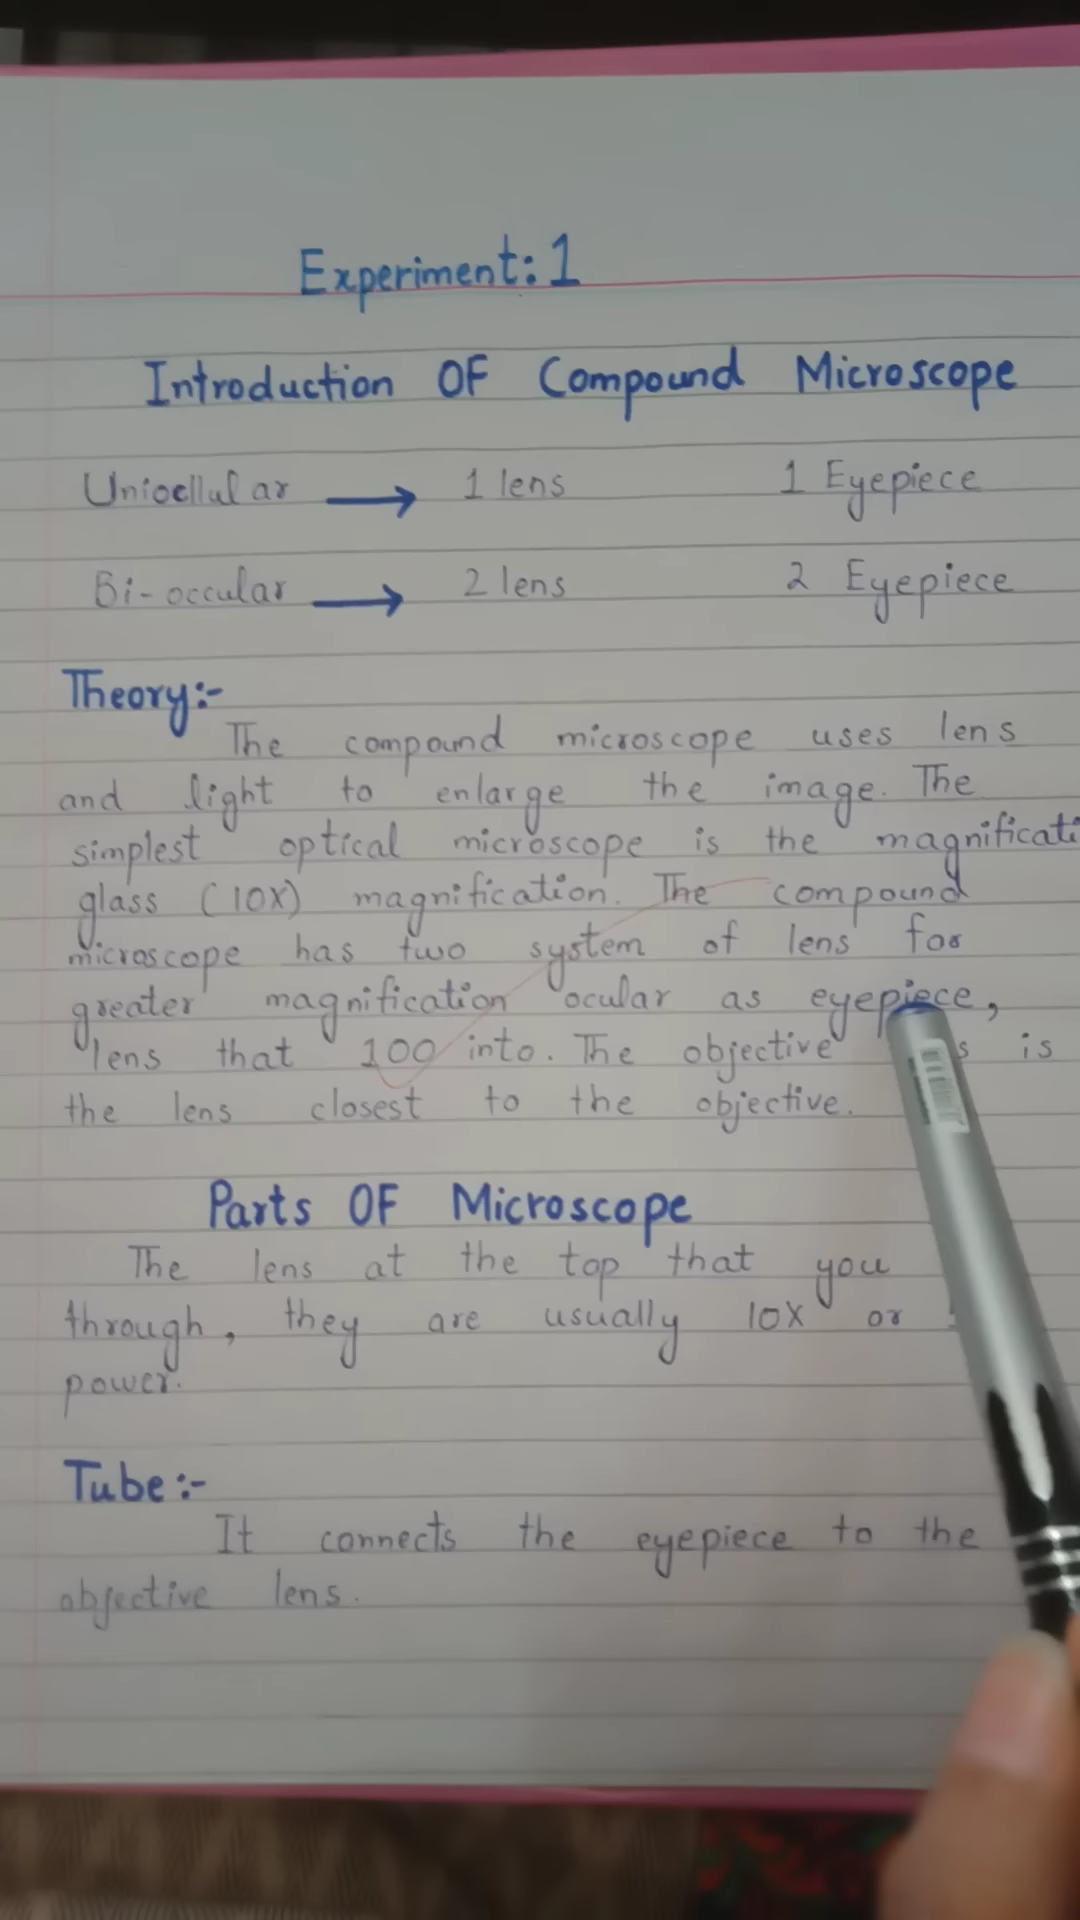 Experiment:1
Introduction OF Compound Microscope
Uniocllular → 1 lens 1 Eyepiece
Bi-occular → 2 lens 2 Eyepiece
Theory:-
The compound microscope uses lens
and light to enlarge the image. The
simplest optical microscope is the magnificati
glass (10X) magnification. The compound
microscope has two system of lens for
greater magnification ocular as eyepiece,
lens that 100 into. The objective is
the lens closest to the objective.
Parts OF Microscope
The lens at the top that you
through, they are usually 10X or
power.
Tube:-
It connects the eyepiece to the
objective lens.